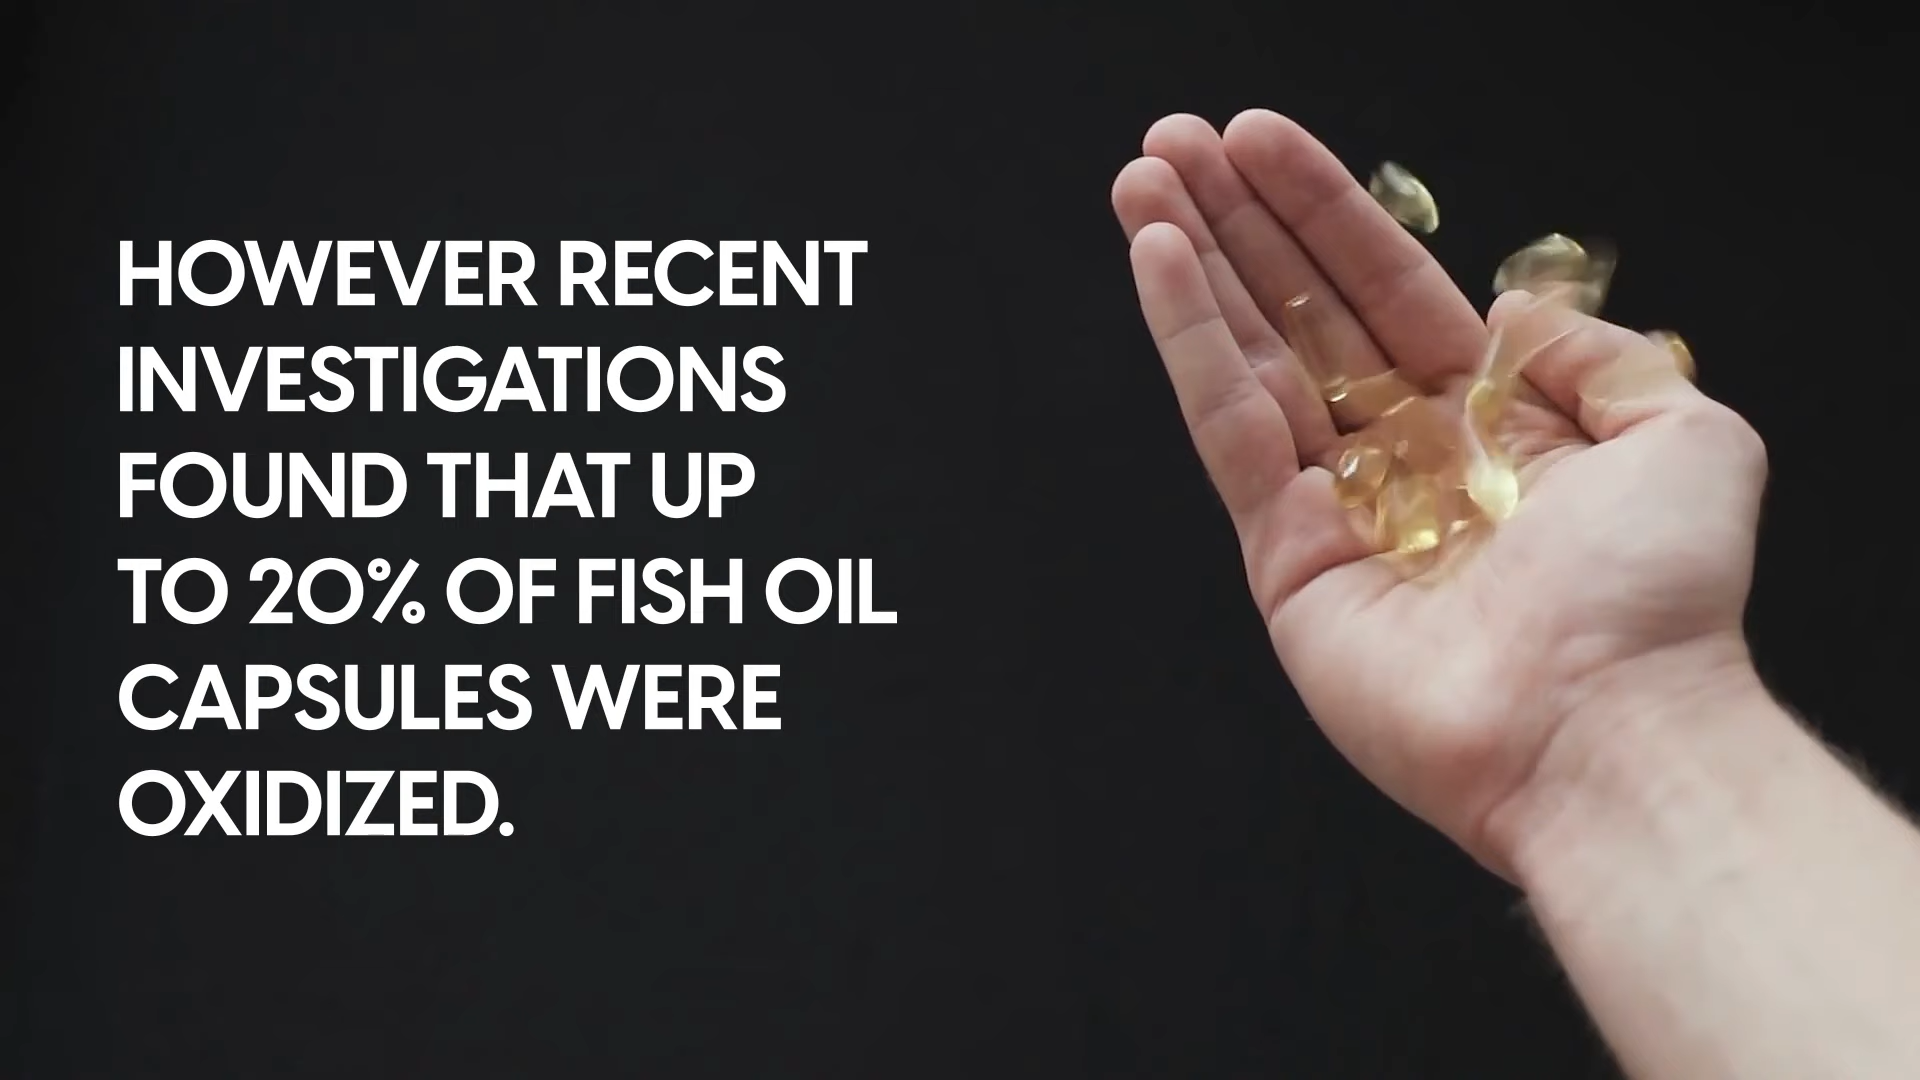 HOWEVER RECENT
INVESTIGATIONS
FOUND THAT UP
TO 20% OF FISH OIL
CAPSULES WERE
OXIDIZED.